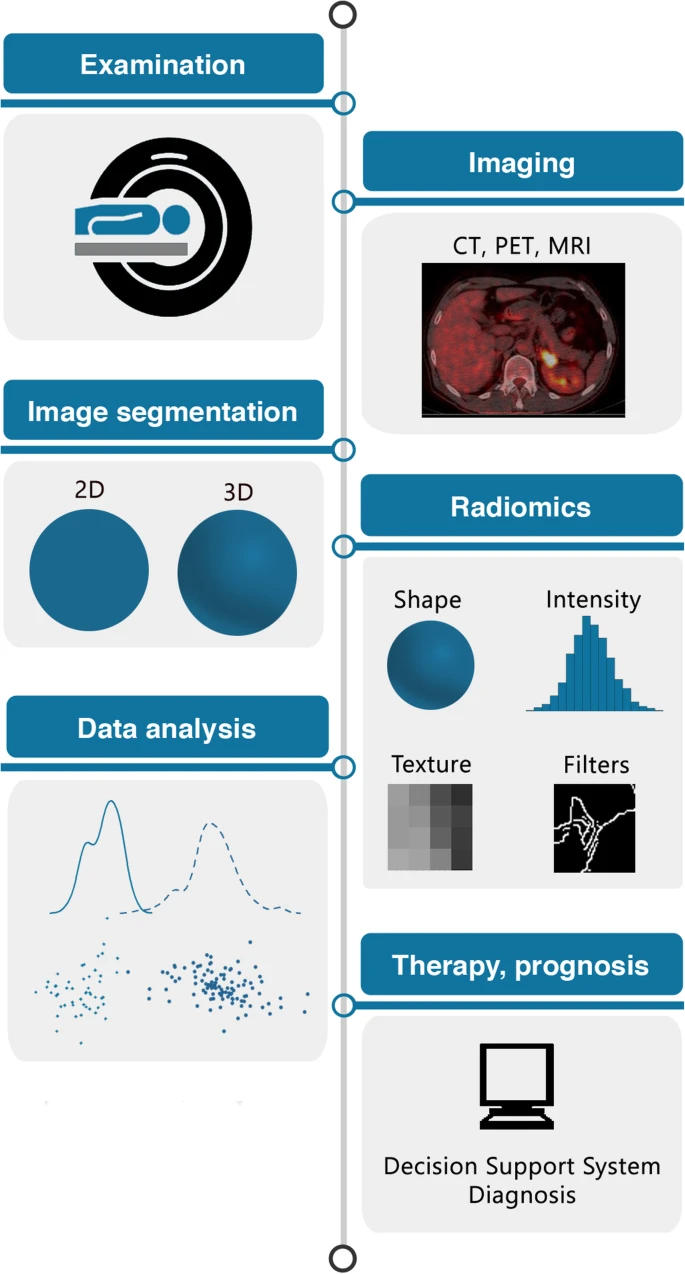 Examination
Imaging
CT, PET, MRI
Image segmentation
2D
3D
Radiomics
Shape
Intensity
Texture
Filters
Data analysis
Therapy, prognosis
Decision Support System
Diagnosis